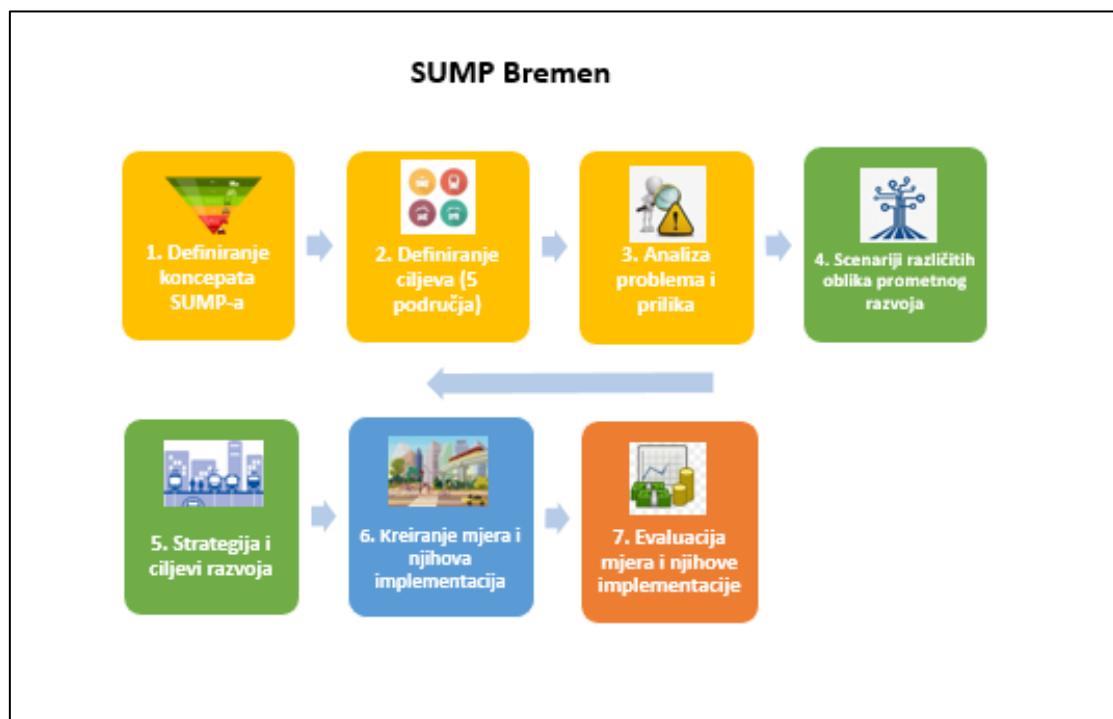 SUMP Bremen
1. Definiranje
koncepata
SUMP-a
2. Definiranje
ciljeva (5
područja)
3. Analiza
problema i
prilika
4. Scenariji različitih
oblika prometnog
razvoja
5. Strategija i
ciljevi razvoja
6. Kreiranje mjera i
njihova
implementacija
7. Evaluacija
mjera i njihove
implementacije